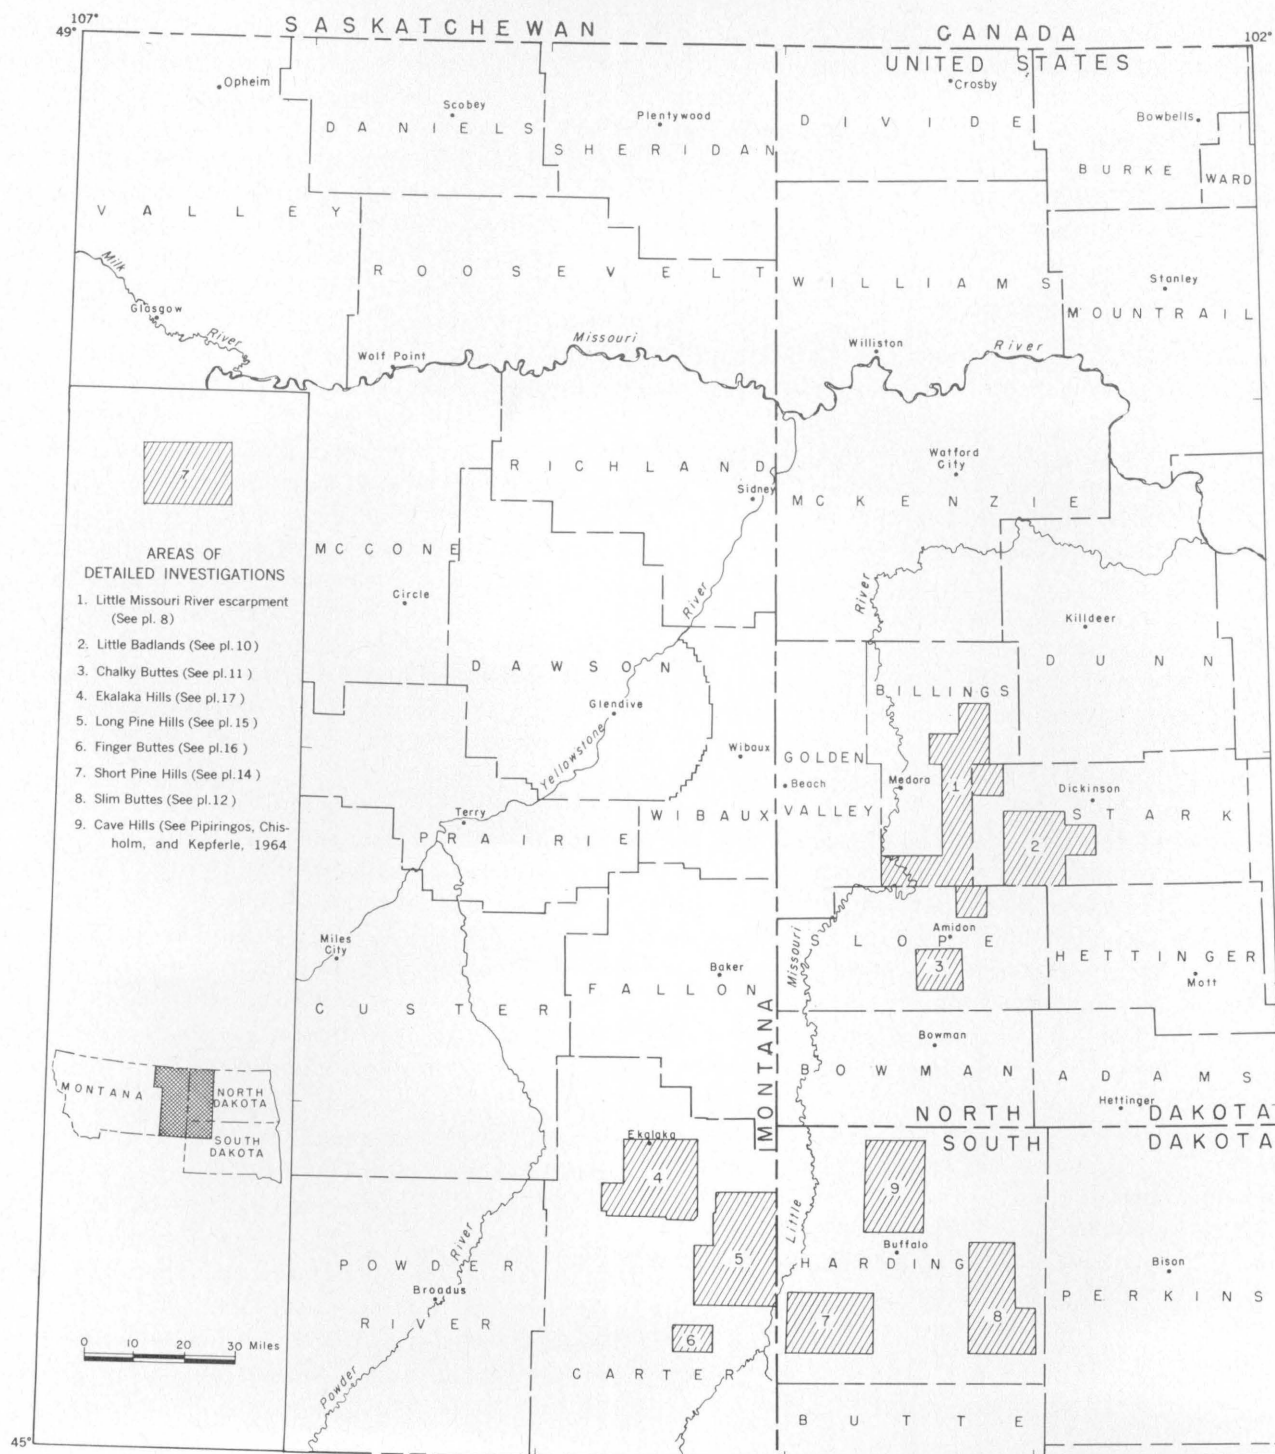 107°
SASKATCHEWAN
CANADA
102°
49°
UNITED STATES
Opheim
Scobey
Plentywood
Crosby
Bowbells
DANIELS
SHERIDAN
DIVIDE
BURKE
WARD
VALLEY
ROOSEVELT
WILLIAMS
Stanley
MOUNTRAIL
Milk
Glasgow
River
Wolf Point
Missouri
Williston
River
7
RICHLAND
Sidney
Watford
City
MCKENZIE
AREAS OF
DETAILED INVESTIGATIONS
1. Little Missouri River escarpment
(See pl. 8)
2. Little Badlands (See pl. 10)
3. Chalky Buttes (See pl. 11)
4. Ekalaka Hills (See pl. 17 )
5. Long Pine Hills (See pl. 15 )
6. Finger Buttes (See pl. 16 )
7. Short Pine Hills (See pl. 14 )
8. Slim Buttes (See pl. 12 )
9. Cave Hills (See Pipiringos, Chis-
holm, and Kepferle, 1964
MCCONE
Circle
River
River
Killdeer
DAWSON
DUNN
Glendive
BILLINGS
Yellowstone
Wibaux
GOLDEN
Beach
VALLEY
Medora
1
Dickinson
STARK
2
Terry
PRAIRIE
WIBAUX
Miles
City
Missouri
Amidon
SLOPE
3
HETTINGER
Mott
Baker
FALLON
CUSTER
MONTANA
Bowman
BOWMAN
ADAMS
Hettinger
NORTH DAKOTA
SOUTH DAKOTA
MONTANA
NORTH
DAKOTA
SOUTH
DAKOTA
Ekalaka
4
9
Little
5
Buffalo
HARDING
Bison
PERKINS
POWDER
River
Broadus
RIVER
7
8
6
0 10 20 30 Miles
CARTER
Powder
BUTTE
45°